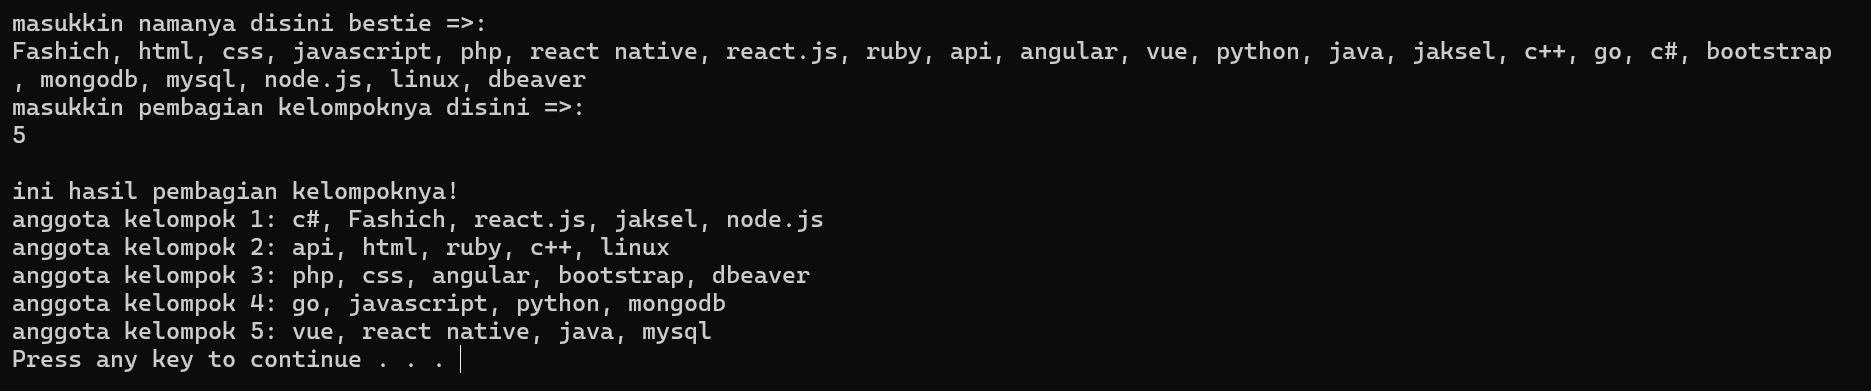 masukkin namanya disini bestie =>:
Fashich, html, css, javascript, php, react native, react.js, ruby, api, angular, vue, python, java, jaksel, c++, go, c#, bootstrap
, mongodb, mysql, node.js, linux, dbeaver
masukkin pembagian kelompoknya disini =>:
5
ini hasil pembagian kelompoknya!
anggota kelompok 1: c#, Fashich, react.js, jaksel, node.js
anggota kelompok 2: api, html, ruby, c++, linux
anggota kelompok 3: php, css, angular, bootstrap, dbeaver
anggota kelompok 4: go, javascript, python, mongodb
anggota kelompok 5: vue, react native, java, mysql
Press any key to continue . . .